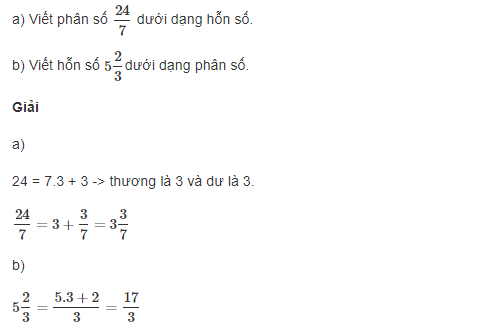 a) Viết phân số 24/7 dưới dạng hỗn số.
b) Viết hỗn số 5 2/3 dưới dạng phân số.
Giải
a)
24 = 7.3 + 3 -> thương là 3 và dư là 3.
24/7 = 3 + 3/7 = 3 3/7
b)
5 2/3 = (5.3 + 2)/3 = 17/3